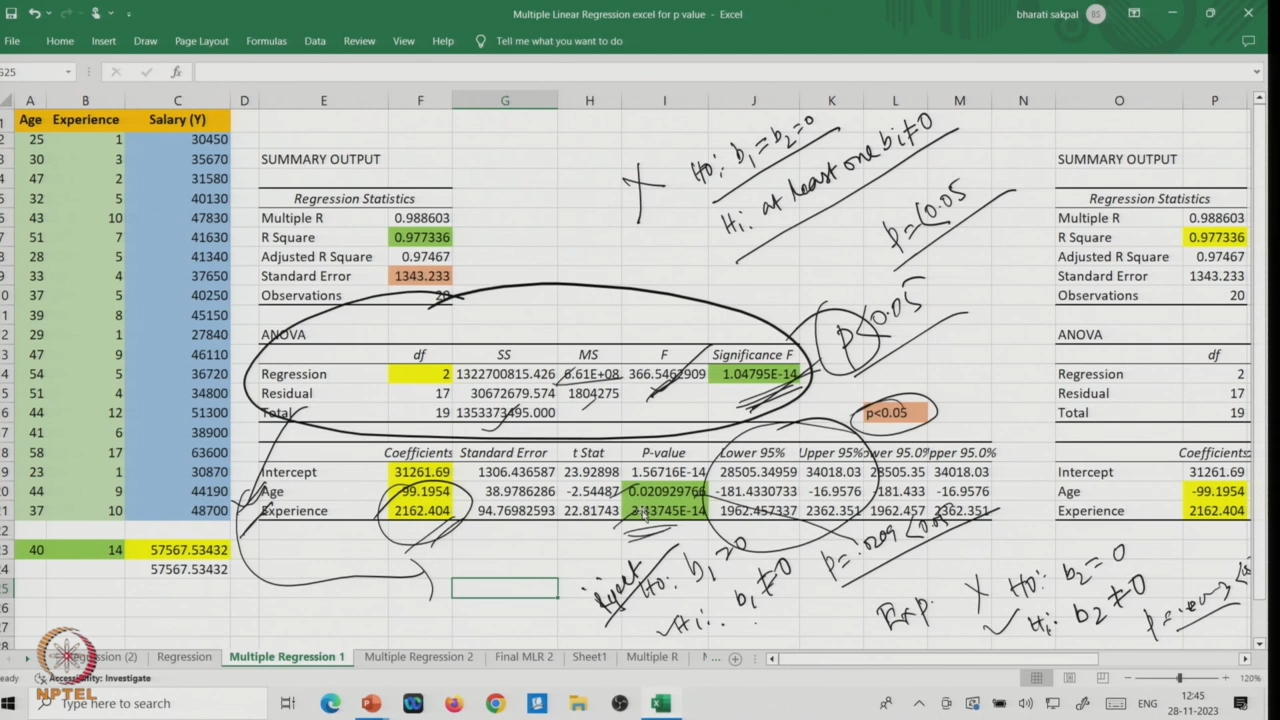 Multiple Linear Regression excel for p value - Excel
bharati sakpal BS
File Home Insert Draw Page Layout Formulas Data Review View Help Tell me what you want to do
G25 fx
A B C D E F G H I J K L M N O P
Age Experience Salary (Y)
25 1 30450
30 3 35670 SUMMARY OUTPUT SUMMARY OUTPUT
47 2 31580
32 5 40130 Regression Statistics Regression Statistics
43 10 47830 Multiple R 0.988603 Multiple R 0.988603
51 7 41630 R Square 0.977336 R Square 0.977336
28 5 41340 Adjusted R Square 0.97467 Adjusted R Square 0.97467
33 4 37650 Standard Error 1343.233 Standard Error 1343.233
37 5 40250 Observations 20 Observations 20
39 8 45150
29 1 27840 ANOVA ANOVA
47 9 46110 df SS MS F Significance F df
54 5 36720 Regression 2 1322700815.426 6.61E+08 366.5462909 1.04795E-14 Regression 2
34 5 34800 Residual 17 30672679.574 1804275 Residual 17
44 12 51300 Total 19 1353373495.000 p<0.05 Total 19
41 6 38900
58 17 63600 Coefficients Standard Error t Stat P-value Lower 95% Upper 95% ower 95.0% pper 95.0% Coefficients
23 1 30870 Intercept 31261.69 1306.436587 23.92898 1.56716E-14 28505.34959 34018.03 28505.35 34018.03 Intercept 31261.69
44 9 44190 Age -99.1954 38.9786286 -2.54487 0.020929766 -181.4330733 -16.9576 -181.433 -16.9576 Age -99.1954
37 10 48700 Experience 2162.404 94.76982593 22.81743 3.43745E-14 1962.457337 2362.351 1962.457 2362.351 Experience 2162.404
40 14 57567.53432
57567.53432
X H0: b1=b2=0
H1: at least one bi≠0
p=<0.05
p<0.05
p=.0209<0.05
reject H0: b1=0
✓H1: b1≠0
Exp. X H0: b2=0
✓ H1: b2≠0
Regression (2) Regression Multiple Regression 1 Multiple Regression 2 Final MLR 2 Sheet1 Multiple R M ...
eady Accessibility: Investigate 120%
NPTEL
Type here to search ENG 12:45
28-11-2023